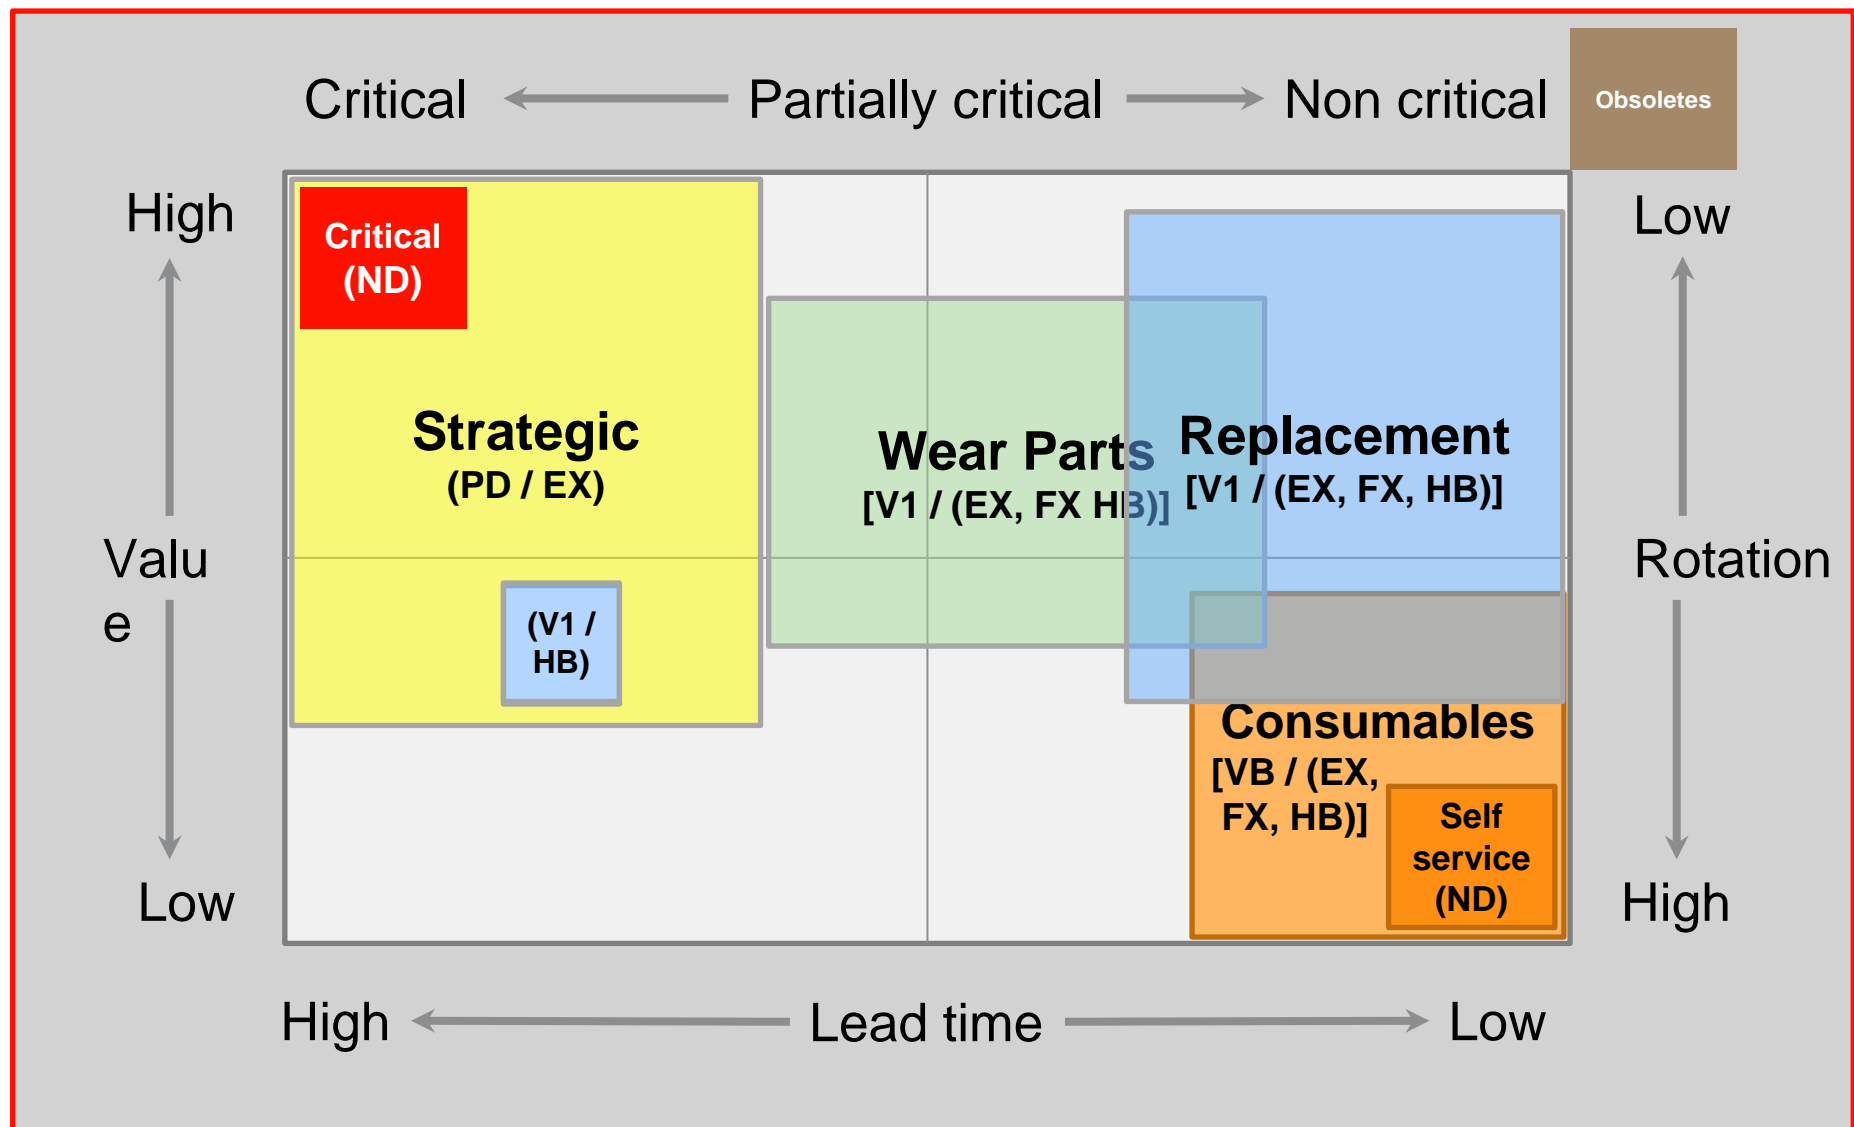 Critical
Partially critical
Non critical
Obsoletes
High
Low
Critical
(ND)
Strategic
(PD / EX)
Wear Parts
[V1 / (EX, FX HB)]
Replacement
[V1 / (EX, FX, HB)]
Valu
e
Rotation
(V1 /
HB)
Consumables
[VB / (EX,
FX, HB)]
Self
service
(ND)
Low
High
High
Lead time
Low